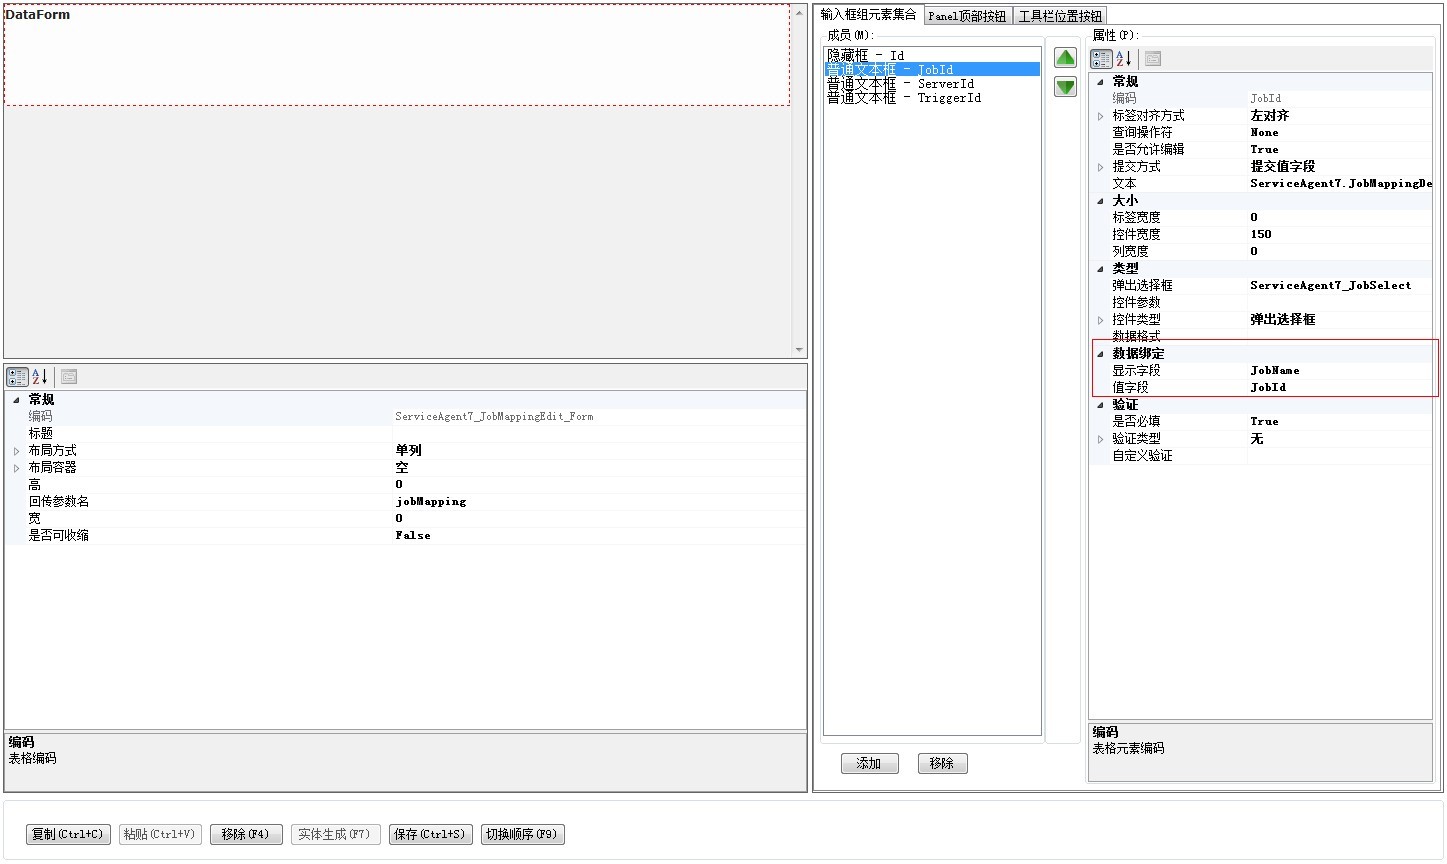 DataForm
常规
编码 ServiceAgent7_JobMappingEdit_Form
标题
布局方式 单列
布局容器 空
高 0
回传参数名 jobMapping
宽 0
是否可收缩 False
编码
表格编码
输入框组元素集合 Panel顶部按钮 工具栏位置按钮
成员(M):
隐藏框 - Id
普通文本框 - JobId
普通文本框 - ServerId
普通文本框 - TriggerId
添加 移除
属性(P):
常规
编码 JobId
标签对齐方式 左对齐
查询操作符 None
是否允许编辑 True
提交方式 提交值字段
文本 ServiceAgent7.JobMappingDe
大小
标签宽度 0
控件宽度 150
列宽度 0
类型
弹出选择框 ServiceAgent7_JobSelect
控件参数
控件类型 弹出选择框
数据格式
数据绑定
显示字段 JobName
值字段 JobId
验证
是否必填 True
验证类型 无
自定义验证
编码
表格元素编码
复制(Ctrl+C) 粘贴(Ctrl+V) 移除(F4) 实体生成(F7) 保存(Ctrl+S) 切换顺序(F9)